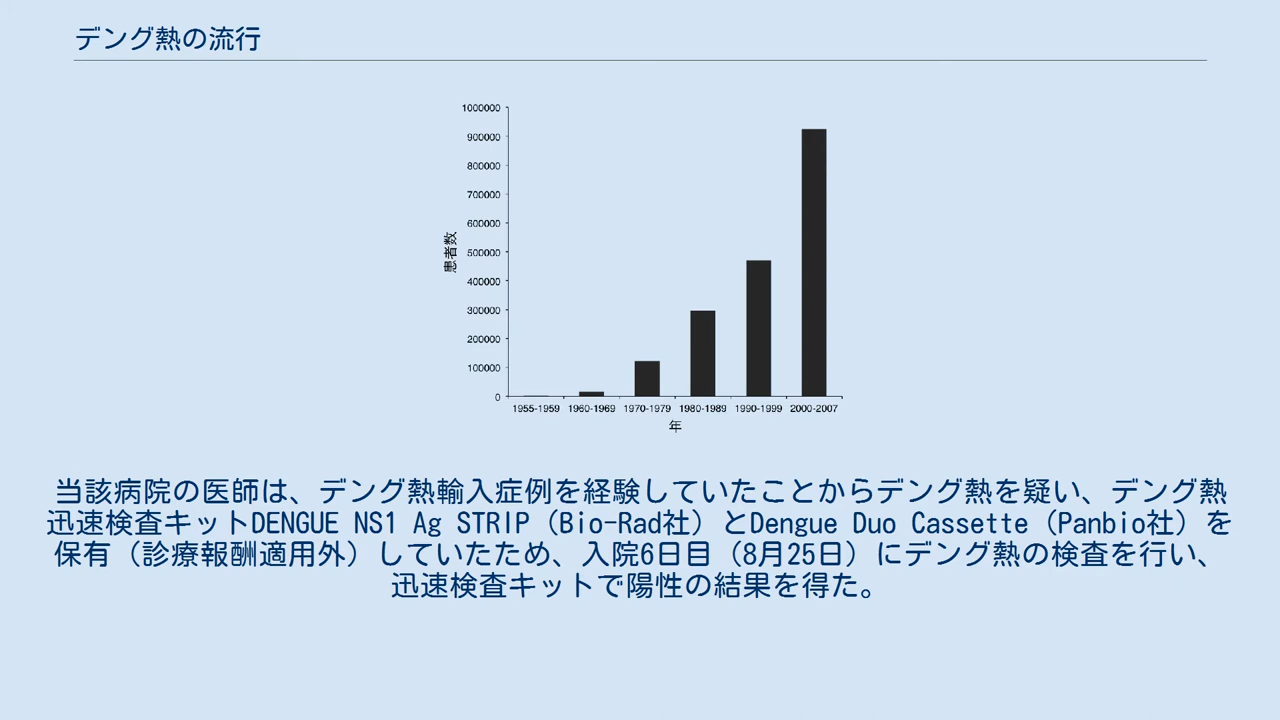 デング熱の流行
1000000
900000
800000
700000
600000
500000
400000
300000
200000
100000
0
患者数
1955-1959 1960-1969 1970-1979 1980-1989 1990-1999 2000-2007
年
当該病院の医師は、デング熱輸入症例を経験していたことからデング熱を疑い、デング熱
迅速検査キットDENGUE NS1 Ag STRIP（Bio-Rad社）とDengue Duo Cassette（Panbio社）を
保有（診療報酬適用外）していたため、入院6日目（8月25日）にデング熱の検査を行い、
迅速検査キットで陽性の結果を得た。